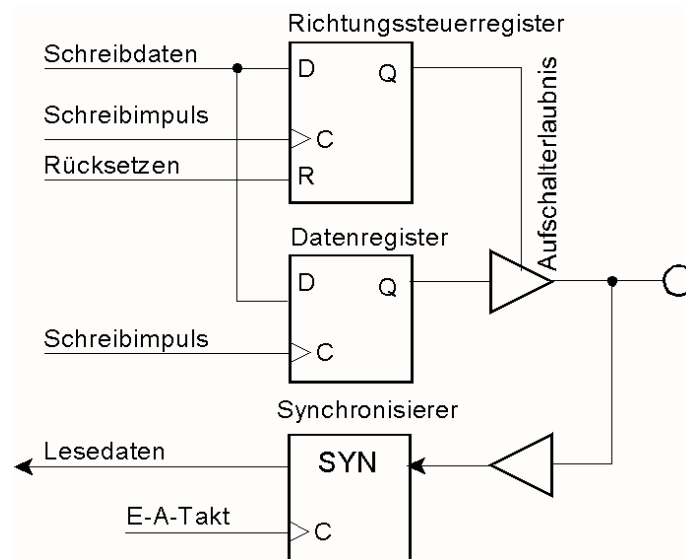 Richtungssteuerregister
Schreibdaten
D
Q
Schreibimpuls
C
Rücksetzen
R
Aufschalterlaubnis
Datenregister
D
Q
Schreibimpuls
C
Synchronisierer
Lesedaten
SYN
E-A-Takt
C